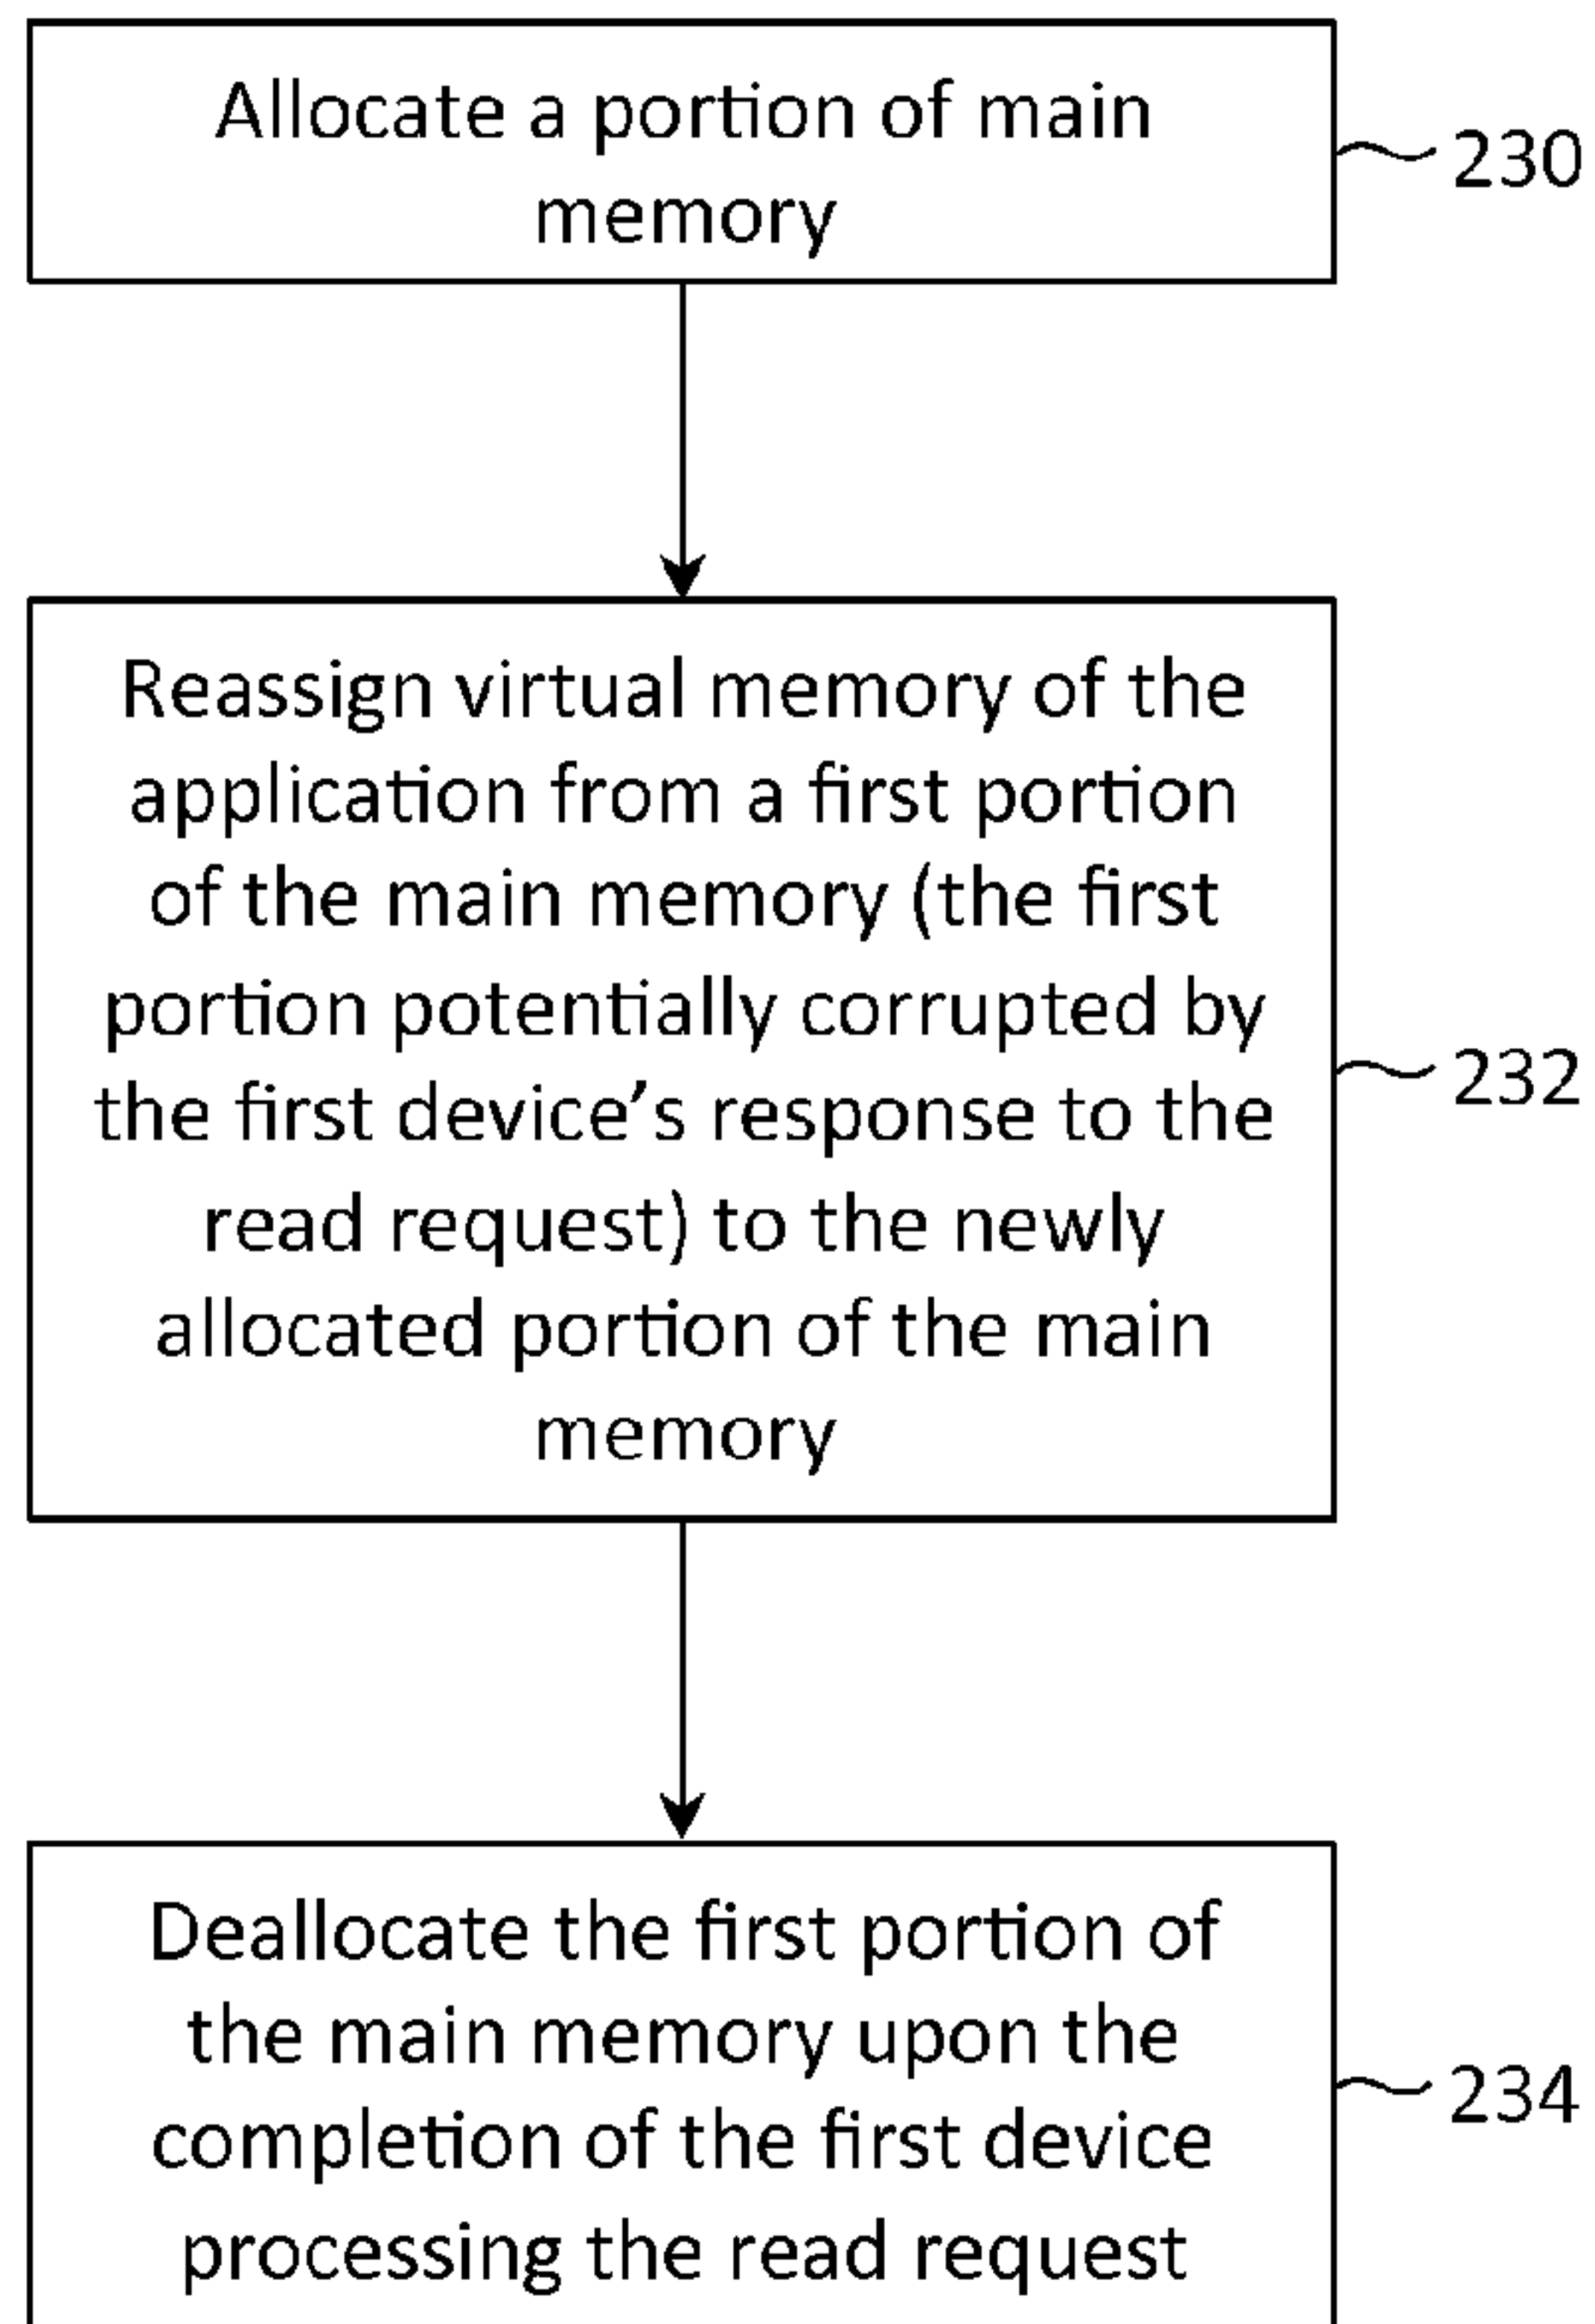 Allocate a portion of main
memory
230
Reassign virtual memory of the
application from a first portion
of the main memory (the first
portion potentially corrupted by
the first device’s response to the
read request) to the newly
allocated portion of the main
memory
232
Deallocate the first portion of
the main memory upon the
completion of the first device
processing the read request
234